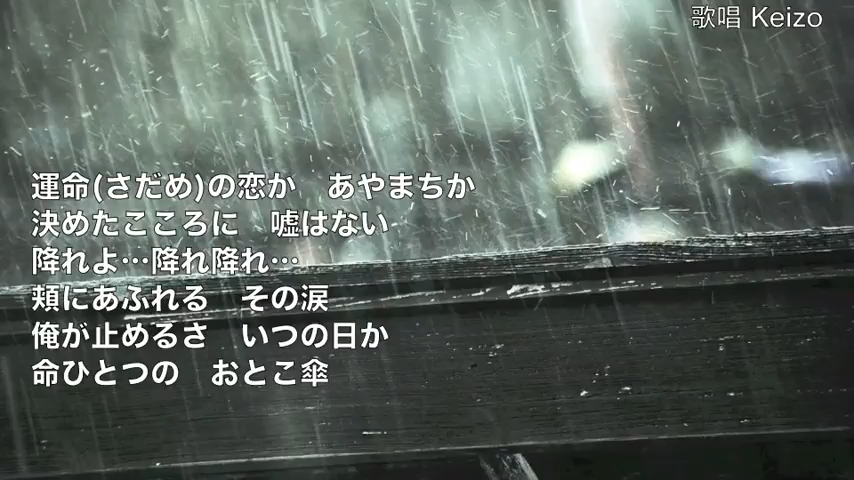 歌唱 Keizo
運命(さだめ)の恋か　あやまちか
決めたこころに　嘘はない
降れよ…降れ降れ…
頬にあふれる　その涙
俺が止めるさ　いつの日か
命ひとつの　おとこ傘